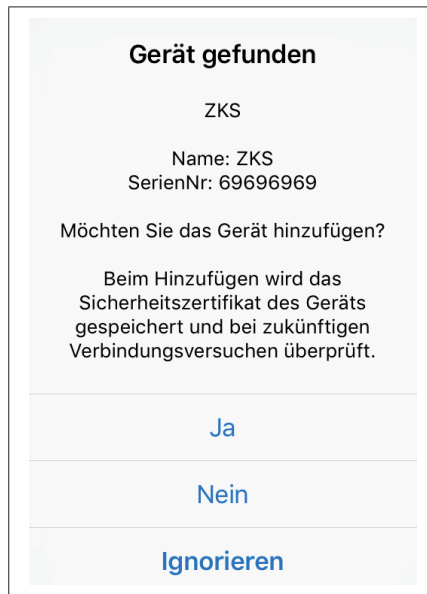 Gerät gefunden
ZKS
Name: ZKS
SerienNr: 69696969
Möchten Sie das Gerät hinzufügen?
Beim Hinzufügen wird das
Sicherheitszertifikat des Geräts
gespeichert und bei zukünftigen
Verbindungsversuchen überprüft.
Ja
Nein
Ignorieren